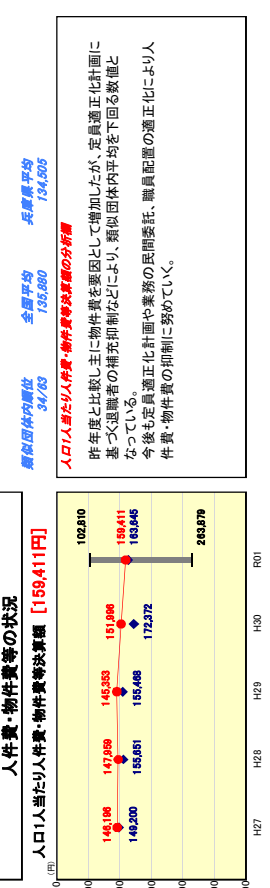 人件費・物件費等の状況
人口1人当たり人件費・物件費等決算額 [159,411円]
(円)
0
102,810
146,196
147,959
145,353
151,996
159,411
149,200
155,651
155,468
172,372
163,645
263,879
H27 H28 H29 H30 R01
類似団体内順位 全国平均 兵庫県平均
34/63 135,880 134,505
人口1人当たり人件費・物件費等決算額の分析欄
昨年度と比較し主に物件費を要因として増加したが、定員適正化計画に
基づく退職者の補充抑制などにより、類似団体内平均を下回る数値と
なっている。
今後も定員適正化計画や業務の民間委託、職員配置の適正化により人
件費・物件費の抑制に努めていく。